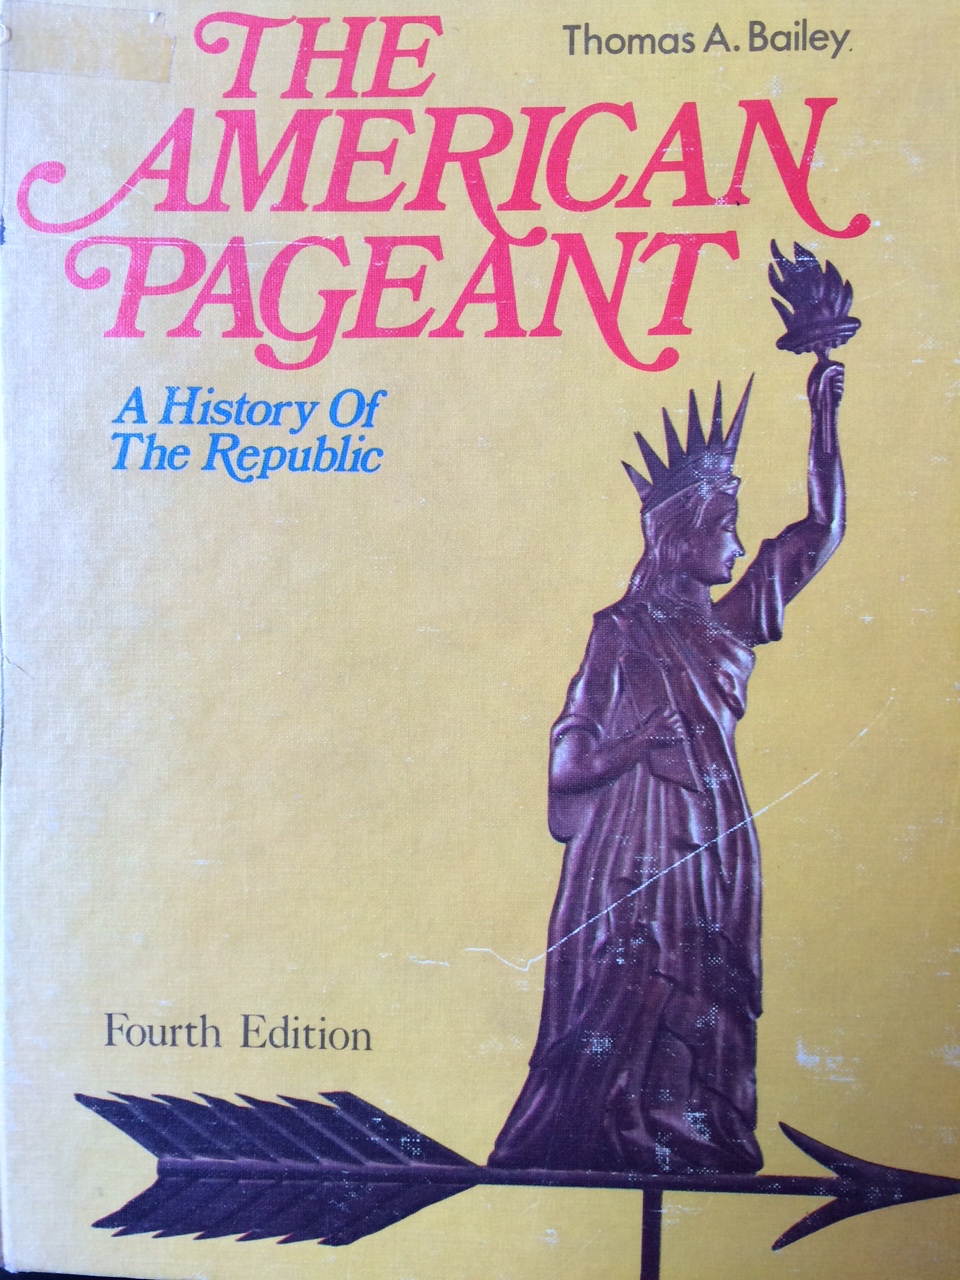 Thomas A. Bailey.
THE
AMERICAN
PAGEANT
A History Of
The Republic
Fourth Edition